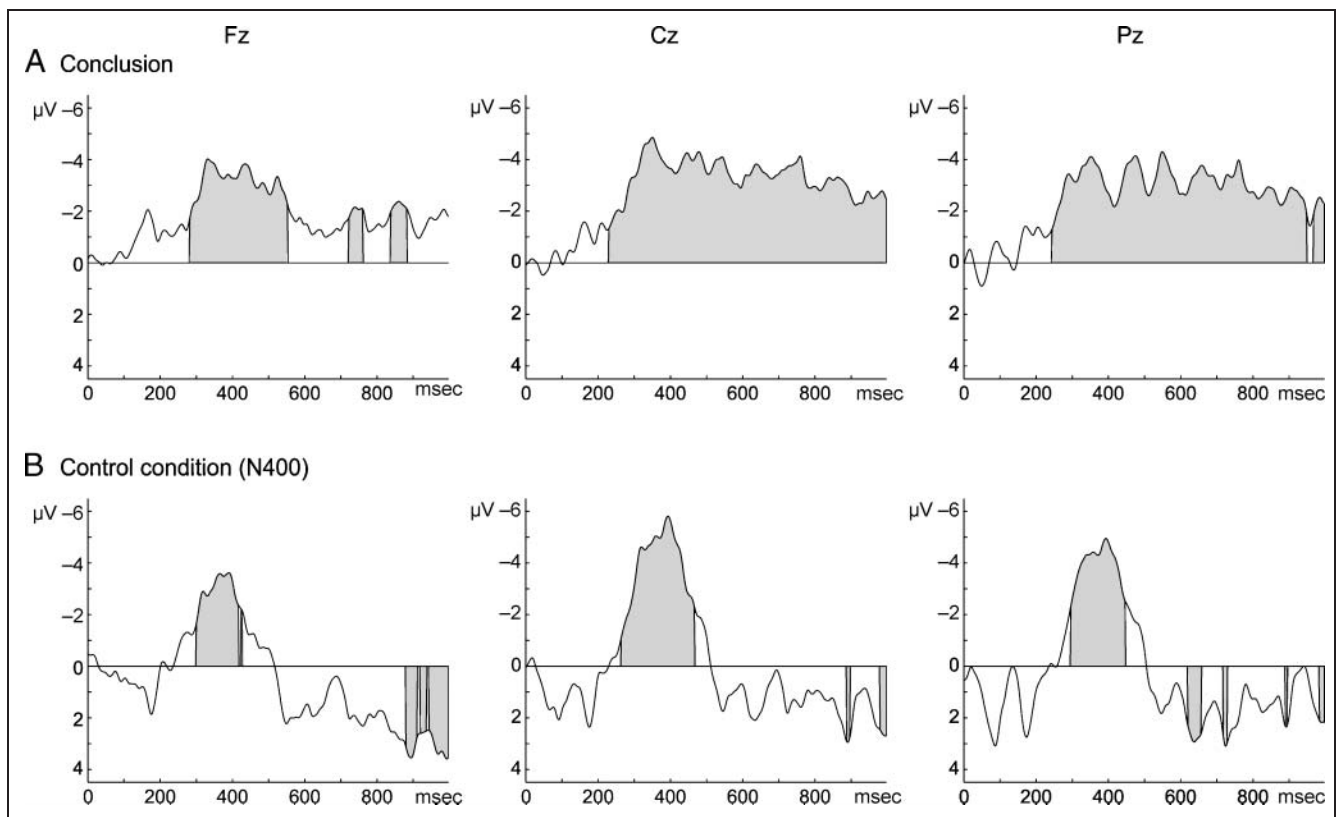 Fz Cz Pz
A Conclusion
µV –6 µV –6 µV –6
–4 –4 –4
–2 –2 –2
0 0 0
2 2 2
4 4 4
0 200 400 600 800 msec 0 200 400 600 800 msec 0 200 400 600 800 msec
B Control condition (N400)
µV –6 µV –6 µV –6
–4 –4 –4
–2 –2 –2
0 0 0
2 2 2
4 4 4
0 200 400 600 800 msec 0 200 400 600 800 msec 0 200 400 600 800 msec